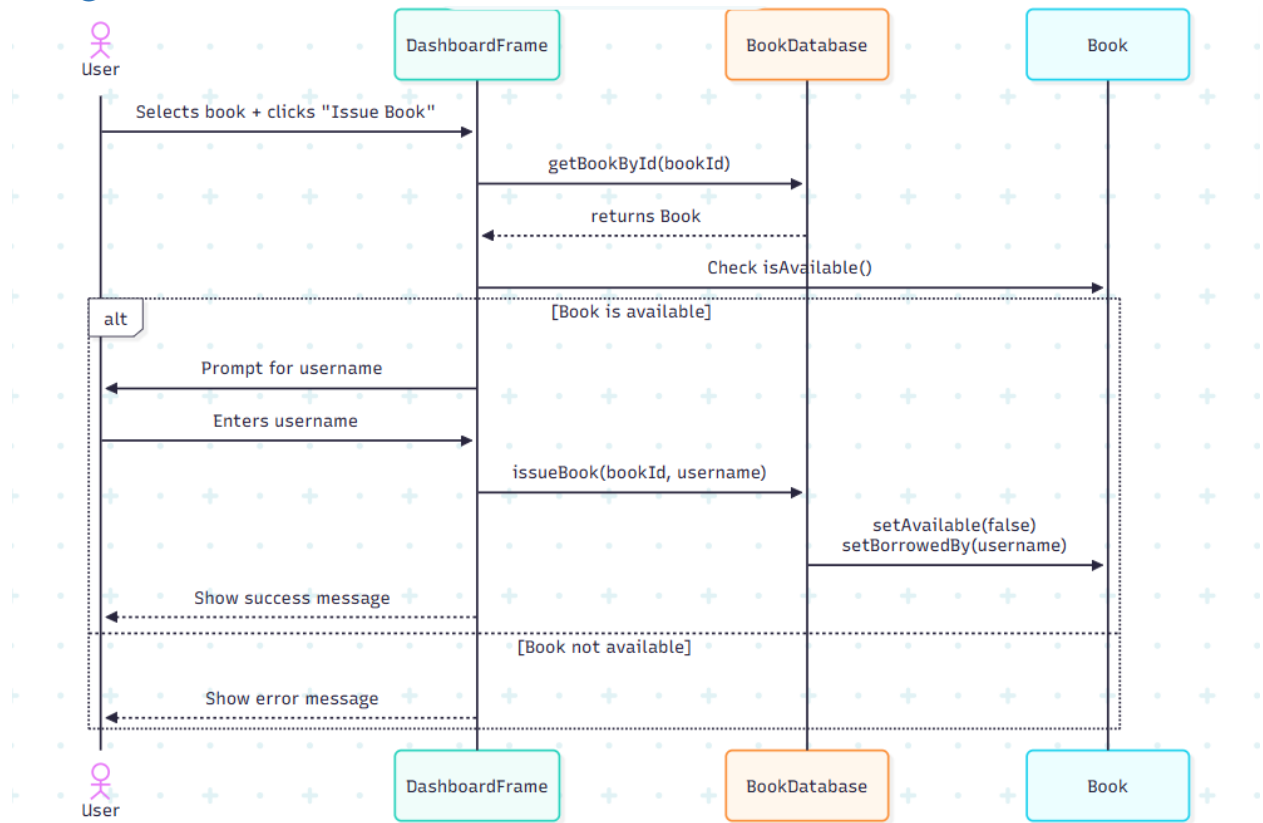 User
DashboardFrame
BookDatabase
Book
Selects book + clicks "Issue Book"
getBookById(bookId)
returns Book
Check isAvailable()
alt
[Book is available]
Prompt for username
Enters username
issueBook(bookId, username)
setAvailable(false)
setBorrowedBy(username)
Show success message
[Book not available]
Show error message
User
DashboardFrame
BookDatabase
Book